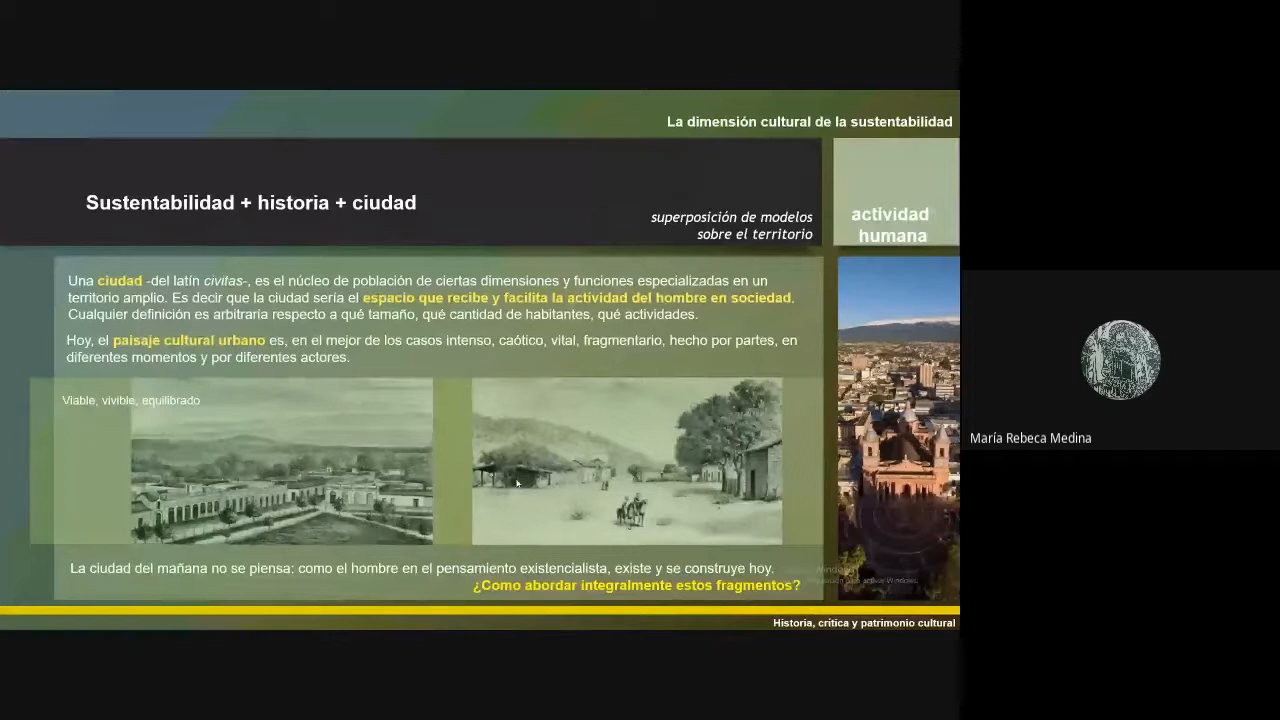 La dimensión cultural de la sustentabilidad
Sustentabilidad + historia + ciudad
superposición de modelos
sobre el territorio
actividad
humana
Una ciudad -del latín civitas-, es el núcleo de población de ciertas dimensiones y funciones especializadas en un
territorio amplio. Es decir que la ciudad sería el espacio que recibe y facilita la actividad del hombre en sociedad.
Cualquier definición es arbitraria respecto a qué tamaño, qué cantidad de habitantes, qué actividades.
Hoy, el paisaje cultural urbano es, en el mejor de los casos intenso, caótico, vital, fragmentario, hecho por partes, en
diferentes momentos y por diferentes actores.
Viable, vivible, equilibrado
María Rebeca Medina
La ciudad del mañana no se piensa: como el hombre en el pensamiento existencialista, existe y se construye hoy.
¿Como abordar integralmente estos fragmentos?
Windows
para activar Windows.
Historia, crítica y patrimonio cultural